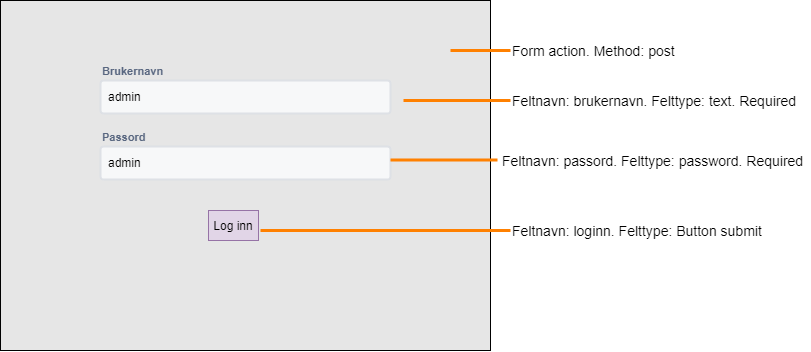 Form action. Method: post
Brukernavn
admin
Feltnavn: brukernavn. Felttype: text. Required
Passord
admin
Feltnavn: passord. Felttype: password. Required
Log inn
Feltnavn: loginn. Felttype: Button submit